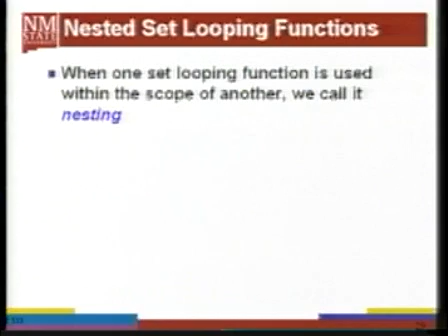 NM
STATE
Nested Set Looping Functions
When one set looping function is used
within the scope of another, we call it
nesting